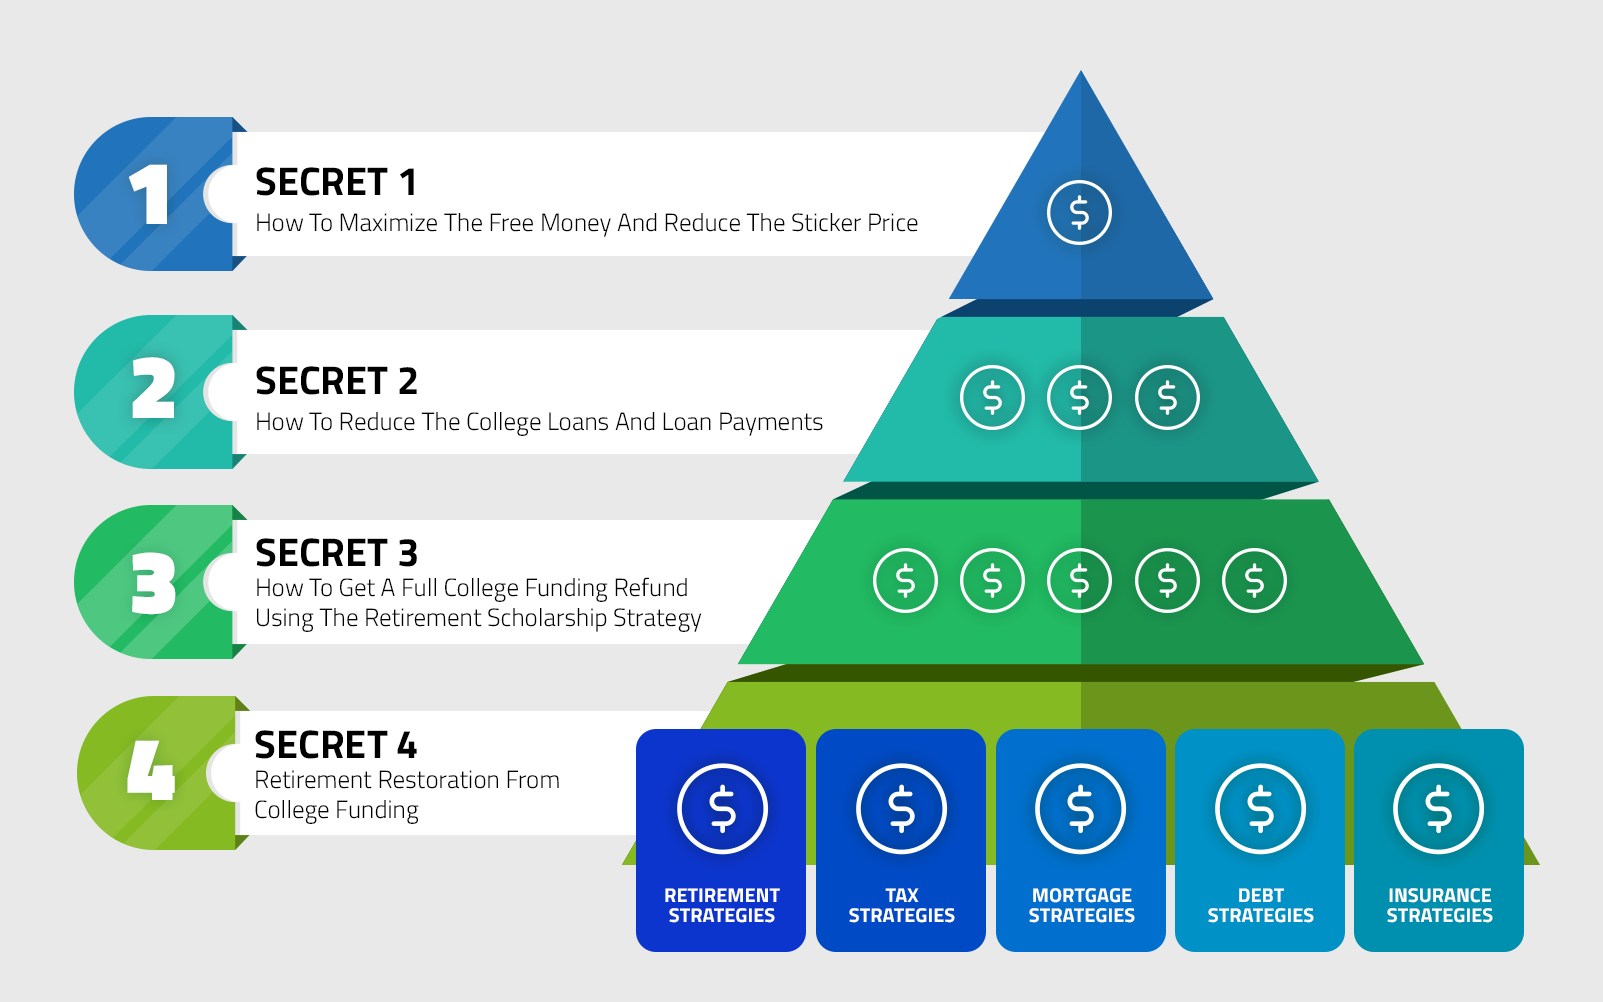 1
SECRET 1
How To Maximize The Free Money And Reduce The Sticker Price
$
2
SECRET 2
How To Reduce The College Loans And Loan Payments
$ $ $
3
SECRET 3
How To Get A Full College Funding Refund
Using The Retirement Scholarship Strategy
$ $ $ $ $
4
SECRET 4
Retirement Restoration From
College Funding
$
RETIREMENT
STRATEGIES
$
TAX
STRATEGIES
$
MORTGAGE
STRATEGIES
$
DEBT
STRATEGIES
$
INSURANCE
STRATEGIES